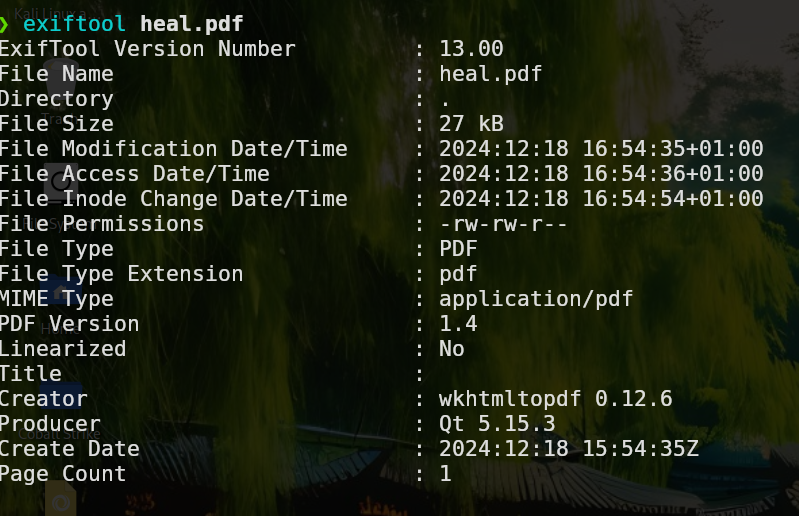 Kali Linux a
❯ exiftool heal.pdf
ExifTool Version Number : 13.00
File Name : heal.pdf
Directory : .
File Size : 27 kB
File Modification Date/Time : 2024:12:18 16:54:35+01:00
File Access Date/Time : 2024:12:18 16:54:36+01:00
File Inode Change Date/Time : 2024:12:18 16:54:54+01:00
File Permissions : -rw-rw-r--
File Type : PDF
File Type Extension : pdf
MIME Type : application/pdf
PDF Version : 1.4
Linearized : No
Title :
Creator : wkhtmltopdf 0.12.6
Producer : Qt 5.15.3
Cobalt Strike
Create Date : 2024:12:18 15:54:35Z
Page Count : 1